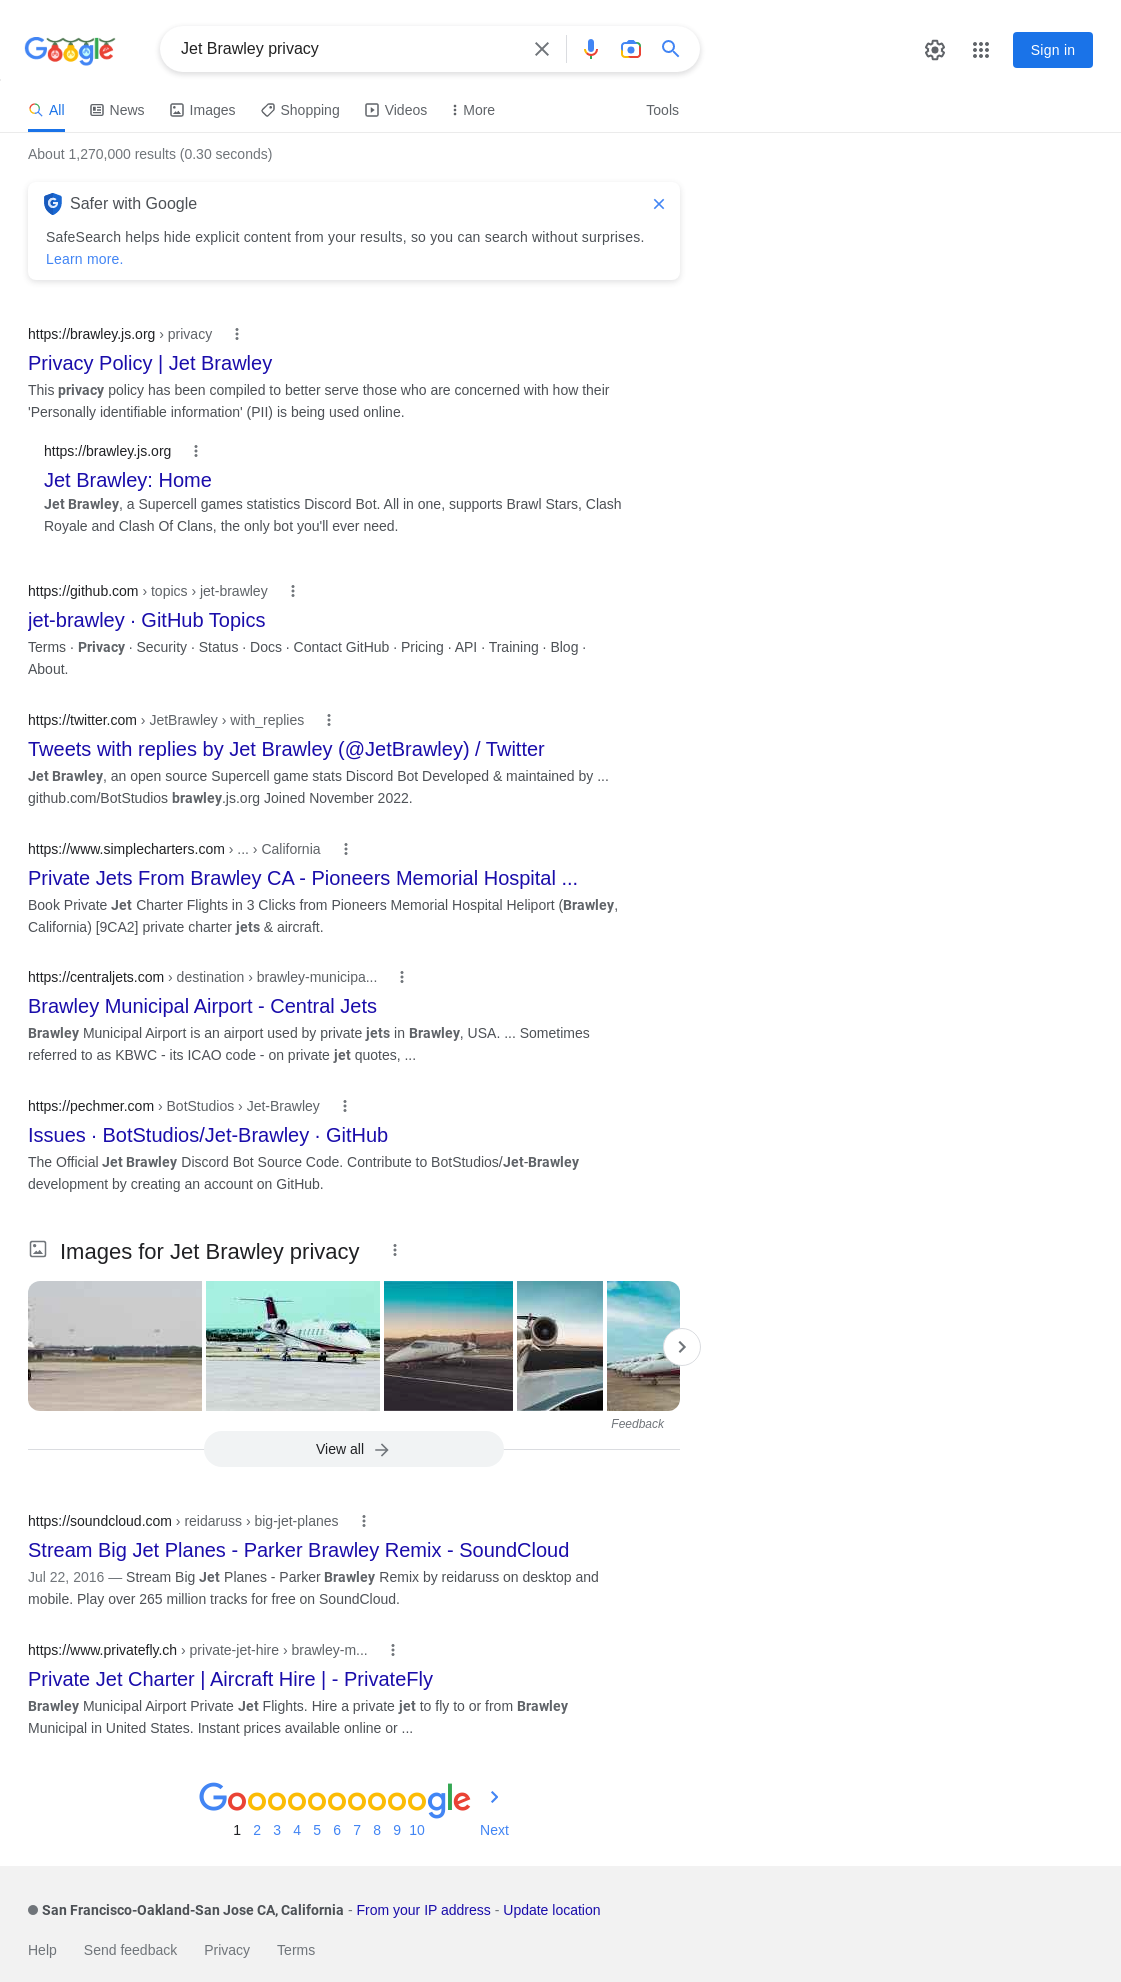 Google
Jet Brawley privacy
Sign in
All
News
Images
Shopping
Videos
More
Tools
About 1,270,000 results (0.30 seconds)
Safer with Google
SafeSearch helps hide explicit content from your results, so you can search without surprises.
Learn more.
https://brawley.js.org › privacy
Privacy Policy | Jet Brawley
This privacy policy has been compiled to better serve those who are concerned with how their
'Personally identifiable information' (PII) is being used online.
https://brawley.js.org
Jet Brawley: Home
Jet Brawley, a Supercell games statistics Discord Bot. All in one, supports Brawl Stars, Clash
Royale and Clash Of Clans, the only bot you'll ever need.
https://github.com › topics › jet-brawley
jet-brawley · GitHub Topics
Terms · Privacy · Security · Status · Docs · Contact GitHub · Pricing · API · Training · Blog ·
About.
https://twitter.com › JetBrawley › with_replies
Tweets with replies by Jet Brawley (@JetBrawley) / Twitter
Jet Brawley, an open source Supercell game stats Discord Bot Developed & maintained by ...
github.com/BotStudios brawley.js.org Joined November 2022.
https://www.simplecharters.com › ... › California
Private Jets From Brawley CA - Pioneers Memorial Hospital ...
Book Private Jet Charter Flights in 3 Clicks from Pioneers Memorial Hospital Heliport (Brawley,
California) [9CA2] private charter jets & aircraft.
https://centraljets.com › destination › brawley-municipa...
Brawley Municipal Airport - Central Jets
Brawley Municipal Airport is an airport used by private jets in Brawley, USA. ... Sometimes
referred to as KBWC - its ICAO code - on private jet quotes, ...
https://pechmer.com › BotStudios › Jet-Brawley
Issues · BotStudios/Jet-Brawley · GitHub
The Official Jet Brawley Discord Bot Source Code. Contribute to BotStudios/Jet-Brawley
development by creating an account on GitHub.
Images for Jet Brawley privacy
Feedback
View all
https://soundcloud.com › reidaruss › big-jet-planes
Stream Big Jet Planes - Parker Brawley Remix - SoundCloud
Jul 22, 2016 — Stream Big Jet Planes - Parker Brawley Remix by reidaruss on desktop and
mobile. Play over 265 million tracks for free on SoundCloud.
https://www.privatefly.ch › private-jet-hire › brawley-m...
Private Jet Charter | Aircraft Hire | - PrivateFly
Brawley Municipal Airport Private Jet Flights. Hire a private jet to fly to or from Brawley
Municipal in United States. Instant prices available online or ...
Goooooooooogle
1 2 3 4 5 6 7 8 9 10 Next
San Francisco-Oakland-San Jose CA, California - From your IP address - Update location
Help Send feedback Privacy Terms